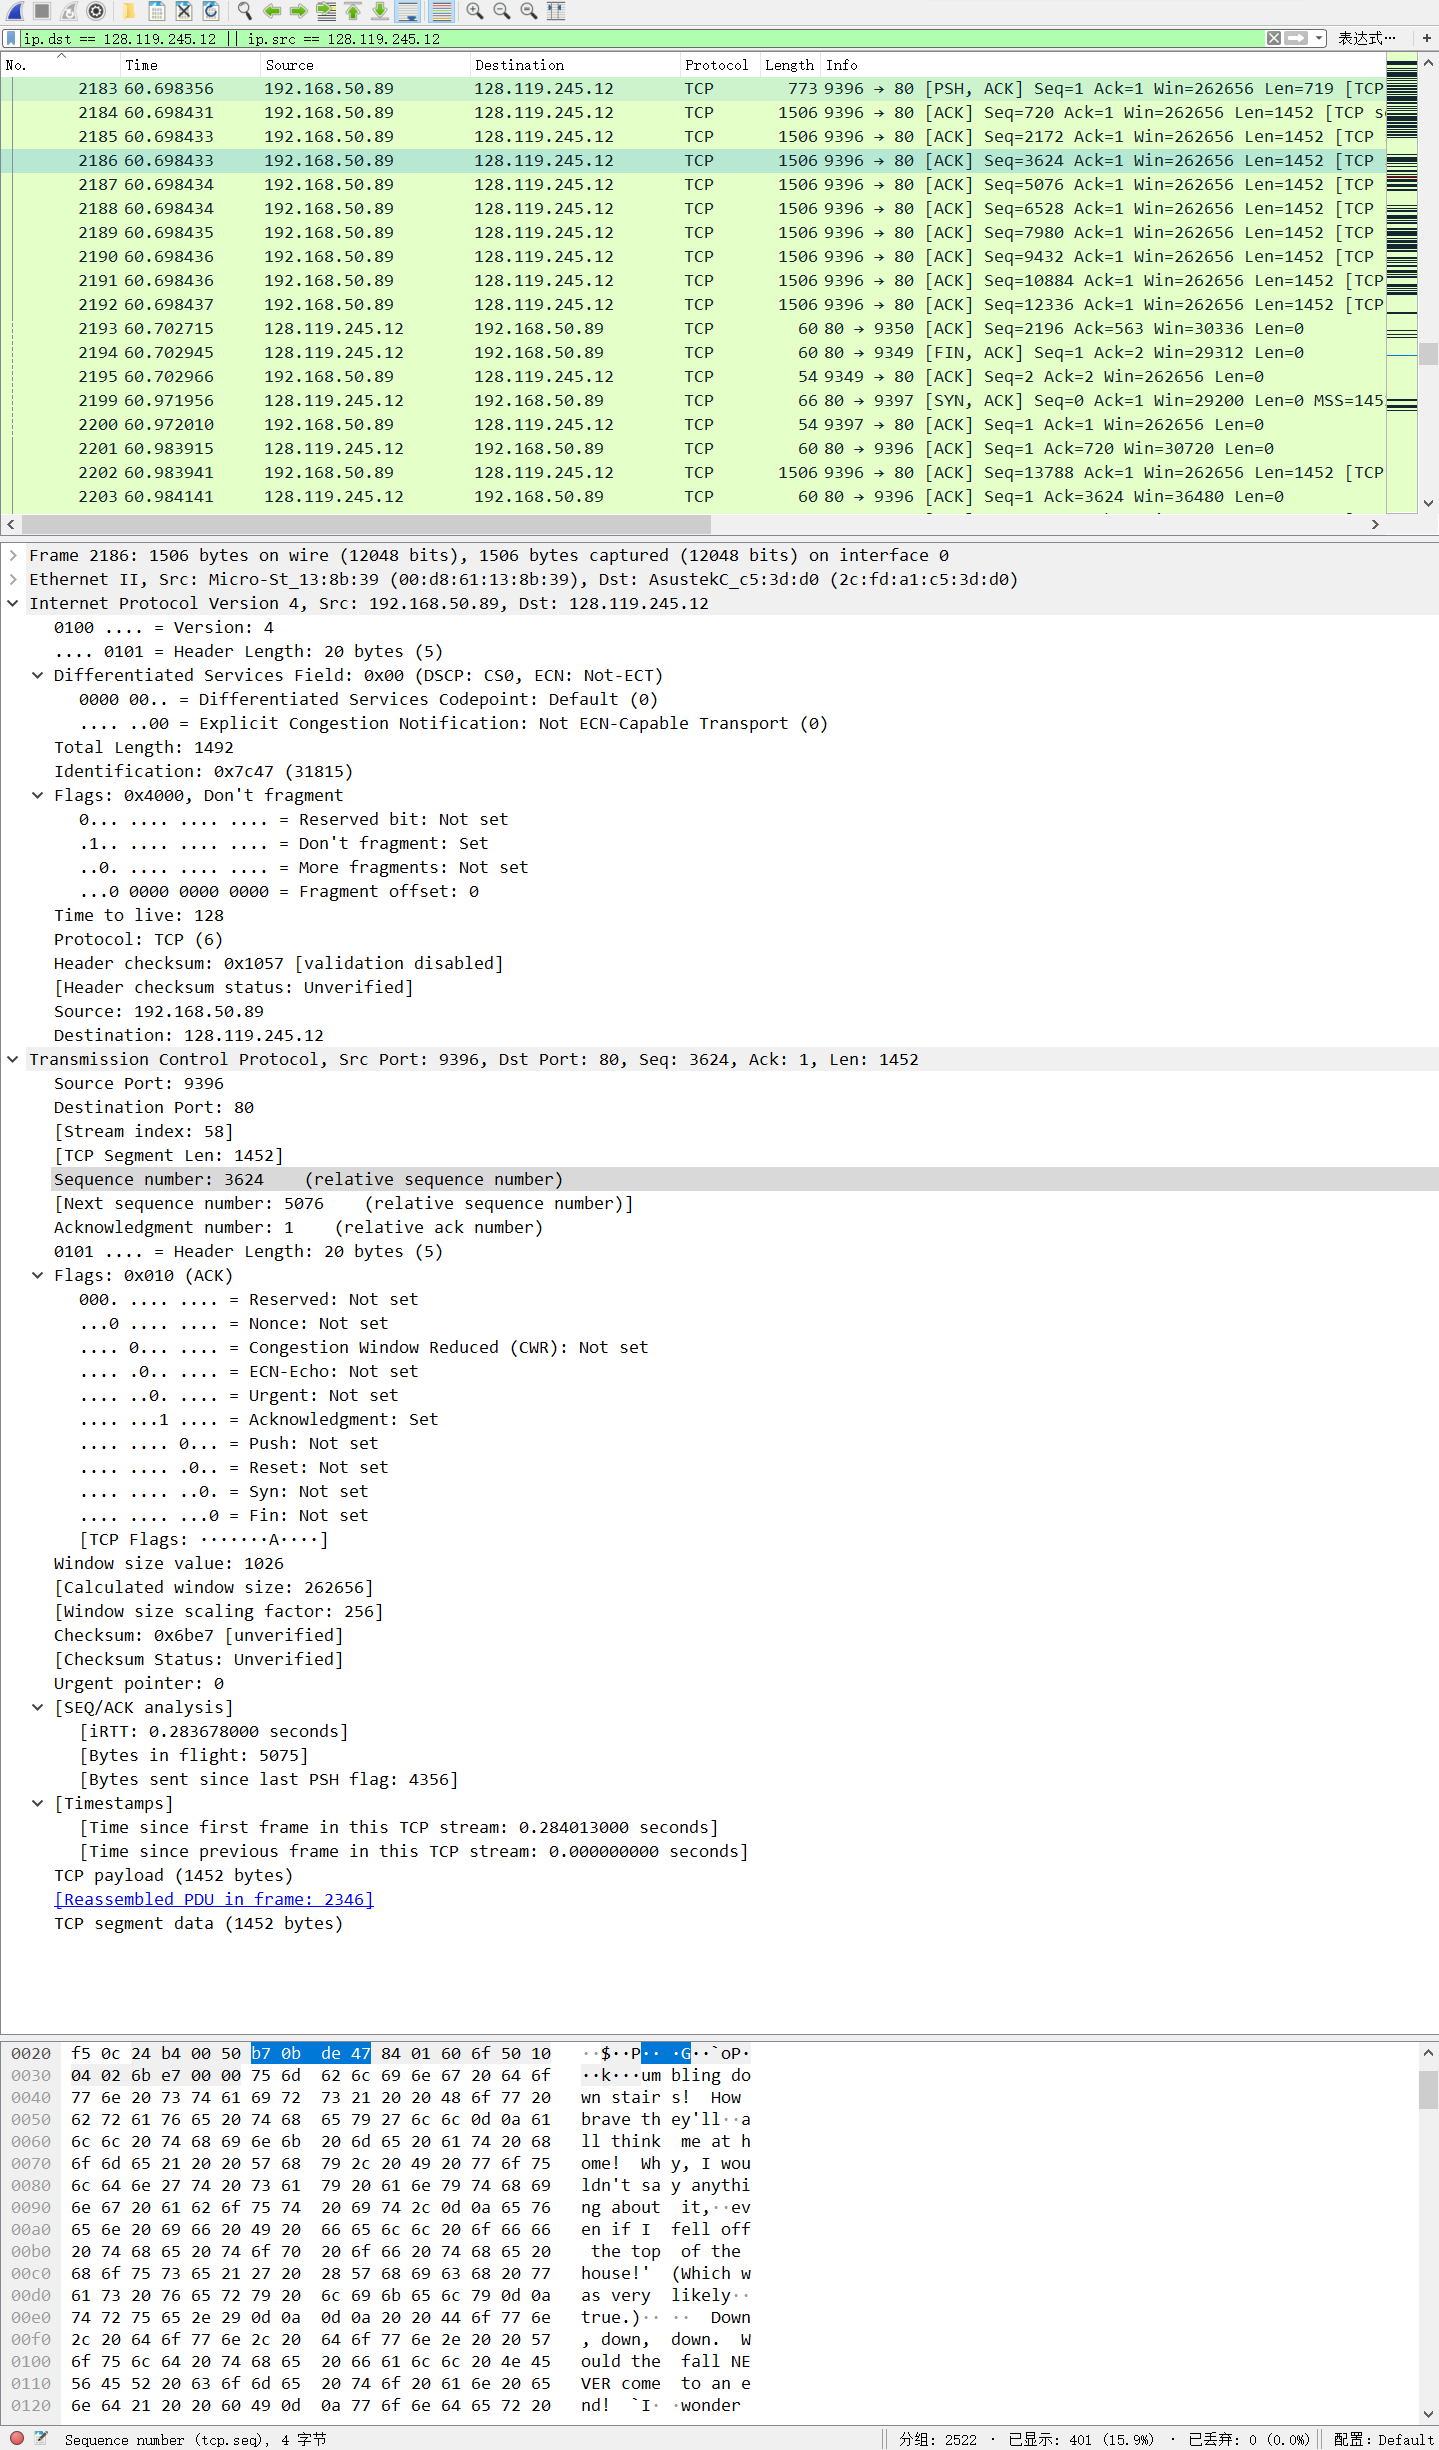 ip.dst == 128.119.245.12 || ip.src == 128.119.245.12 表达式… +
No. Time Source Destination Protocol Length Info
2183 60.698356 192.168.50.89 128.119.245.12 TCP 773 9396 → 80 [PSH, ACK] Seq=1 Ack=1 Win=262656 Len=719 [TCP
2184 60.698431 192.168.50.89 128.119.245.12 TCP 1506 9396 → 80 [ACK] Seq=720 Ack=1 Win=262656 Len=1452 [TCP s
2185 60.698433 192.168.50.89 128.119.245.12 TCP 1506 9396 → 80 [ACK] Seq=2172 Ack=1 Win=262656 Len=1452 [TCP
2186 60.698433 192.168.50.89 128.119.245.12 TCP 1506 9396 → 80 [ACK] Seq=3624 Ack=1 Win=262656 Len=1452 [TCP
2187 60.698434 192.168.50.89 128.119.245.12 TCP 1506 9396 → 80 [ACK] Seq=5076 Ack=1 Win=262656 Len=1452 [TCP
2188 60.698434 192.168.50.89 128.119.245.12 TCP 1506 9396 → 80 [ACK] Seq=6528 Ack=1 Win=262656 Len=1452 [TCP
2189 60.698435 192.168.50.89 128.119.245.12 TCP 1506 9396 → 80 [ACK] Seq=7980 Ack=1 Win=262656 Len=1452 [TCP
2190 60.698436 192.168.50.89 128.119.245.12 TCP 1506 9396 → 80 [ACK] Seq=9432 Ack=1 Win=262656 Len=1452 [TCP
2191 60.698436 192.168.50.89 128.119.245.12 TCP 1506 9396 → 80 [ACK] Seq=10884 Ack=1 Win=262656 Len=1452 [TCP
2192 60.698437 192.168.50.89 128.119.245.12 TCP 1506 9396 → 80 [ACK] Seq=12336 Ack=1 Win=262656 Len=1452 [TCP
2193 60.702715 128.119.245.12 192.168.50.89 TCP 60 80 → 9350 [ACK] Seq=2196 Ack=563 Win=30336 Len=0
2194 60.702945 128.119.245.12 192.168.50.89 TCP 60 80 → 9349 [FIN, ACK] Seq=1 Ack=2 Win=29312 Len=0
2195 60.702966 192.168.50.89 128.119.245.12 TCP 54 9349 → 80 [ACK] Seq=2 Ack=2 Win=262656 Len=0
2199 60.971956 128.119.245.12 192.168.50.89 TCP 66 80 → 9397 [SYN, ACK] Seq=0 Ack=1 Win=29200 Len=0 MSS=145
2200 60.972010 192.168.50.89 128.119.245.12 TCP 54 9397 → 80 [ACK] Seq=1 Ack=1 Win=262656 Len=0
2201 60.983915 128.119.245.12 192.168.50.89 TCP 60 80 → 9396 [ACK] Seq=1 Ack=720 Win=30720 Len=0
2202 60.983941 192.168.50.89 128.119.245.12 TCP 1506 9396 → 80 [ACK] Seq=13788 Ack=1 Win=262656 Len=1452 [TCP
2203 60.984141 128.119.245.12 192.168.50.89 TCP 60 80 → 9396 [ACK] Seq=1 Ack=3624 Win=36480 Len=0
Frame 2186: 1506 bytes on wire (12048 bits), 1506 bytes captured (12048 bits) on interface 0
Ethernet II, Src: Micro-St_13:8b:39 (00:d8:61:13:8b:39), Dst: AsustekC_c5:3d:d0 (2c:fd:a1:c5:3d:d0)
Internet Protocol Version 4, Src: 192.168.50.89, Dst: 128.119.245.12
0100 .... = Version: 4
.... 0101 = Header Length: 20 bytes (5)
Differentiated Services Field: 0x00 (DSCP: CS0, ECN: Not-ECT)
0000 00.. = Differentiated Services Codepoint: Default (0)
.... ..00 = Explicit Congestion Notification: Not ECN-Capable Transport (0)
Total Length: 1492
Identification: 0x7c47 (31815)
Flags: 0x4000, Don't fragment
0... .... .... .... = Reserved bit: Not set
.1.. .... .... .... = Don't fragment: Set
..0. .... .... .... = More fragments: Not set
...0 0000 0000 0000 = Fragment offset: 0
Time to live: 128
Protocol: TCP (6)
Header checksum: 0x1057 [validation disabled]
[Header checksum status: Unverified]
Source: 192.168.50.89
Destination: 128.119.245.12
Transmission Control Protocol, Src Port: 9396, Dst Port: 80, Seq: 3624, Ack: 1, Len: 1452
Source Port: 9396
Destination Port: 80
[Stream index: 58]
[TCP Segment Len: 1452]
Sequence number: 3624    (relative sequence number)
[Next sequence number: 5076    (relative sequence number)]
Acknowledgment number: 1    (relative ack number)
0101 .... = Header Length: 20 bytes (5)
Flags: 0x010 (ACK)
000. .... .... = Reserved: Not set
...0 .... .... = Nonce: Not set
.... 0... .... = Congestion Window Reduced (CWR): Not set
.... .0.. .... = ECN-Echo: Not set
.... ..0. .... = Urgent: Not set
.... ...1 .... = Acknowledgment: Set
.... .... 0... = Push: Not set
.... .... .0.. = Reset: Not set
.... .... ..0. = Syn: Not set
.... .... ...0 = Fin: Not set
[TCP Flags: ·······A····]
Window size value: 1026
[Calculated window size: 262656]
[Window size scaling factor: 256]
Checksum: 0x6be7 [unverified]
[Checksum Status: Unverified]
Urgent pointer: 0
[SEQ/ACK analysis]
[iRTT: 0.283678000 seconds]
[Bytes in flight: 5075]
[Bytes sent since last PSH flag: 4356]
[Timestamps]
[Time since first frame in this TCP stream: 0.284013000 seconds]
[Time since previous frame in this TCP stream: 0.000000000 seconds]
TCP payload (1452 bytes)
[Reassembled PDU in frame: 2346]
TCP segment data (1452 bytes)
0020 f5 0c 24 b4 00 50 b7 0b de 47 84 01 60 6f 50 10 ··$··P·· ·G··`oP·
0030 04 02 6b e7 00 00 75 6d 62 6c 69 6e 67 20 64 6f ··k···um bling do
0040 77 6e 20 73 74 61 69 72 73 21 20 20 48 6f 77 20 wn stair s!  How
0050 62 72 61 76 65 20 74 68 65 79 27 6c 6c 0d 0a 61 brave th ey'll··a
0060 6c 6c 20 74 68 69 6e 6b 20 6d 65 20 61 74 20 68 ll think  me at h
0070 6f 6d 65 21 20 20 57 68 79 2c 20 49 20 77 6f 75 ome!  Wh y, I wou
0080 6c 64 6e 27 74 20 73 61 79 20 61 6e 79 74 68 69 ldn't sa y anythi
0090 6e 67 20 61 62 6f 75 74 20 69 74 2c 0d 0a 65 76 ng about  it,··ev
00a0 65 6e 20 69 66 20 49 20 66 65 6c 6c 20 6f 66 66 en if I  fell off
00b0 20 74 68 65 20 74 6f 70 20 6f 66 20 74 68 65 20 the top  of the
00c0 68 6f 75 73 65 21 27 20 28 57 68 69 63 68 20 77 house!'  (Which w
00d0 61 73 20 76 65 72 79 20 6c 69 6b 65 6c 79 0d 0a as very  likely··
00e0 74 72 75 65 2e 29 0d 0a 0d 0a 20 20 44 6f 77 6e true.)·· ··  Down
00f0 2c 20 64 6f 77 6e 2c 20 64 6f 77 6e 2e 20 20 57 , down,  down.  W
0100 6f 75 6c 64 20 74 68 65 20 66 61 6c 6c 20 4e 45 ould the  fall NE
0110 56 45 52 20 63 6f 6d 65 20 74 6f 20 61 6e 20 65 VER come  to an e
0120 6e 64 21 20 20 60 49 0d 0a 77 6f 6e 64 65 72 20 nd!  `I· ·wonder
Sequence number (tcp.seq), 4 字节 分组: 2522 · 已显示: 401 (15.9%) · 已丢弃: 0 (0.0%) 配置: Default